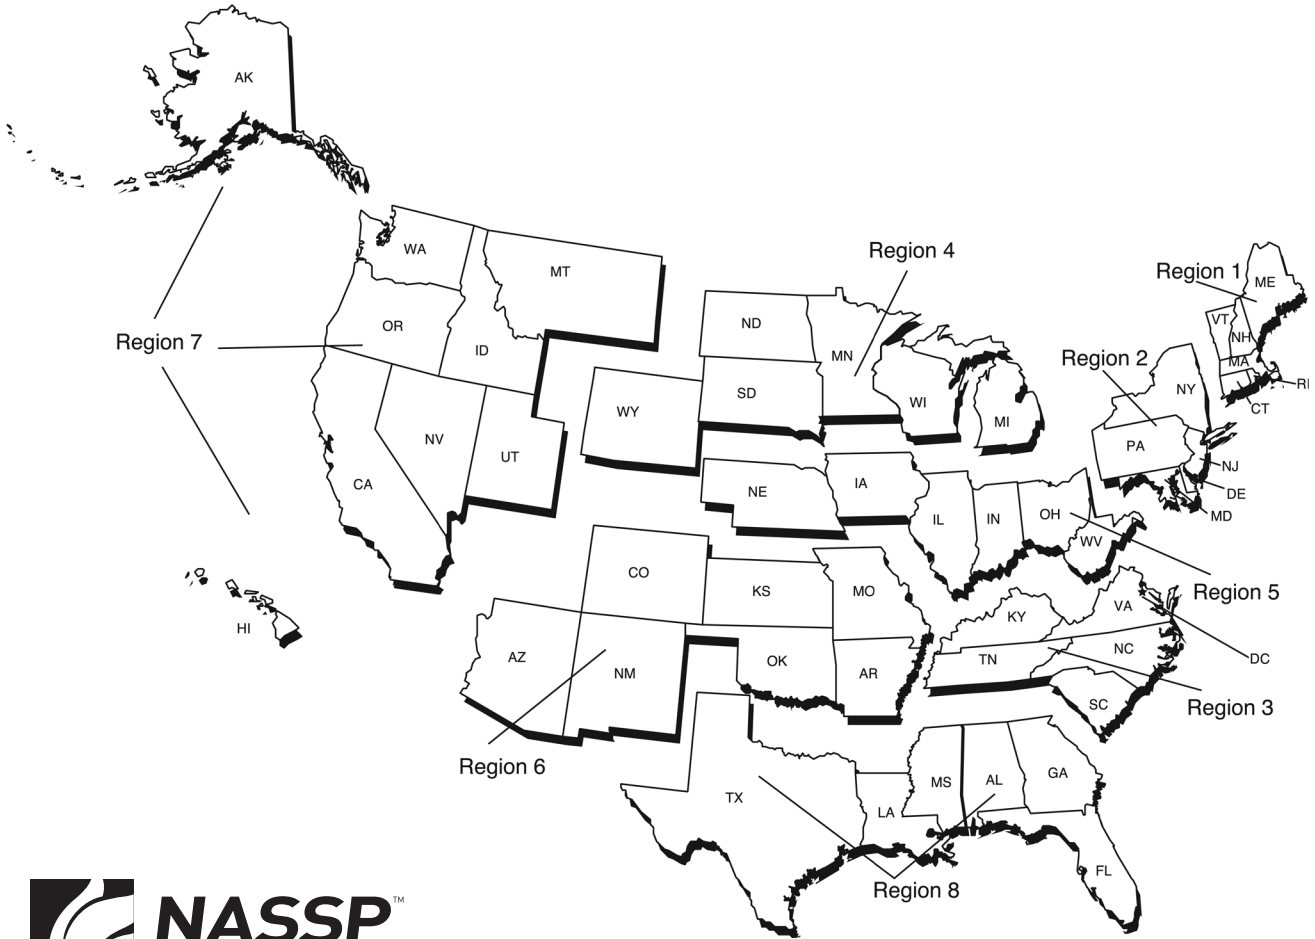 AK
WA
MT
Region 4
Region 1
ME
ND
VT
OR
Region 7
NH
MN
ID
Region 2
MA
RI
NY
SD
WI
CT
WY
MI
NV
PA
UT
NJ
CA
NE
IA
DE
OH
MD
IL
IN
WV
CO
KS
MO
Region 5
VA
KY
HI
NC
AZ
TN
DC
OK
NM
AR
SC
Region 3
Region 6
GA
MS
AL
TX
LA
FL
Region 8
NASSP™